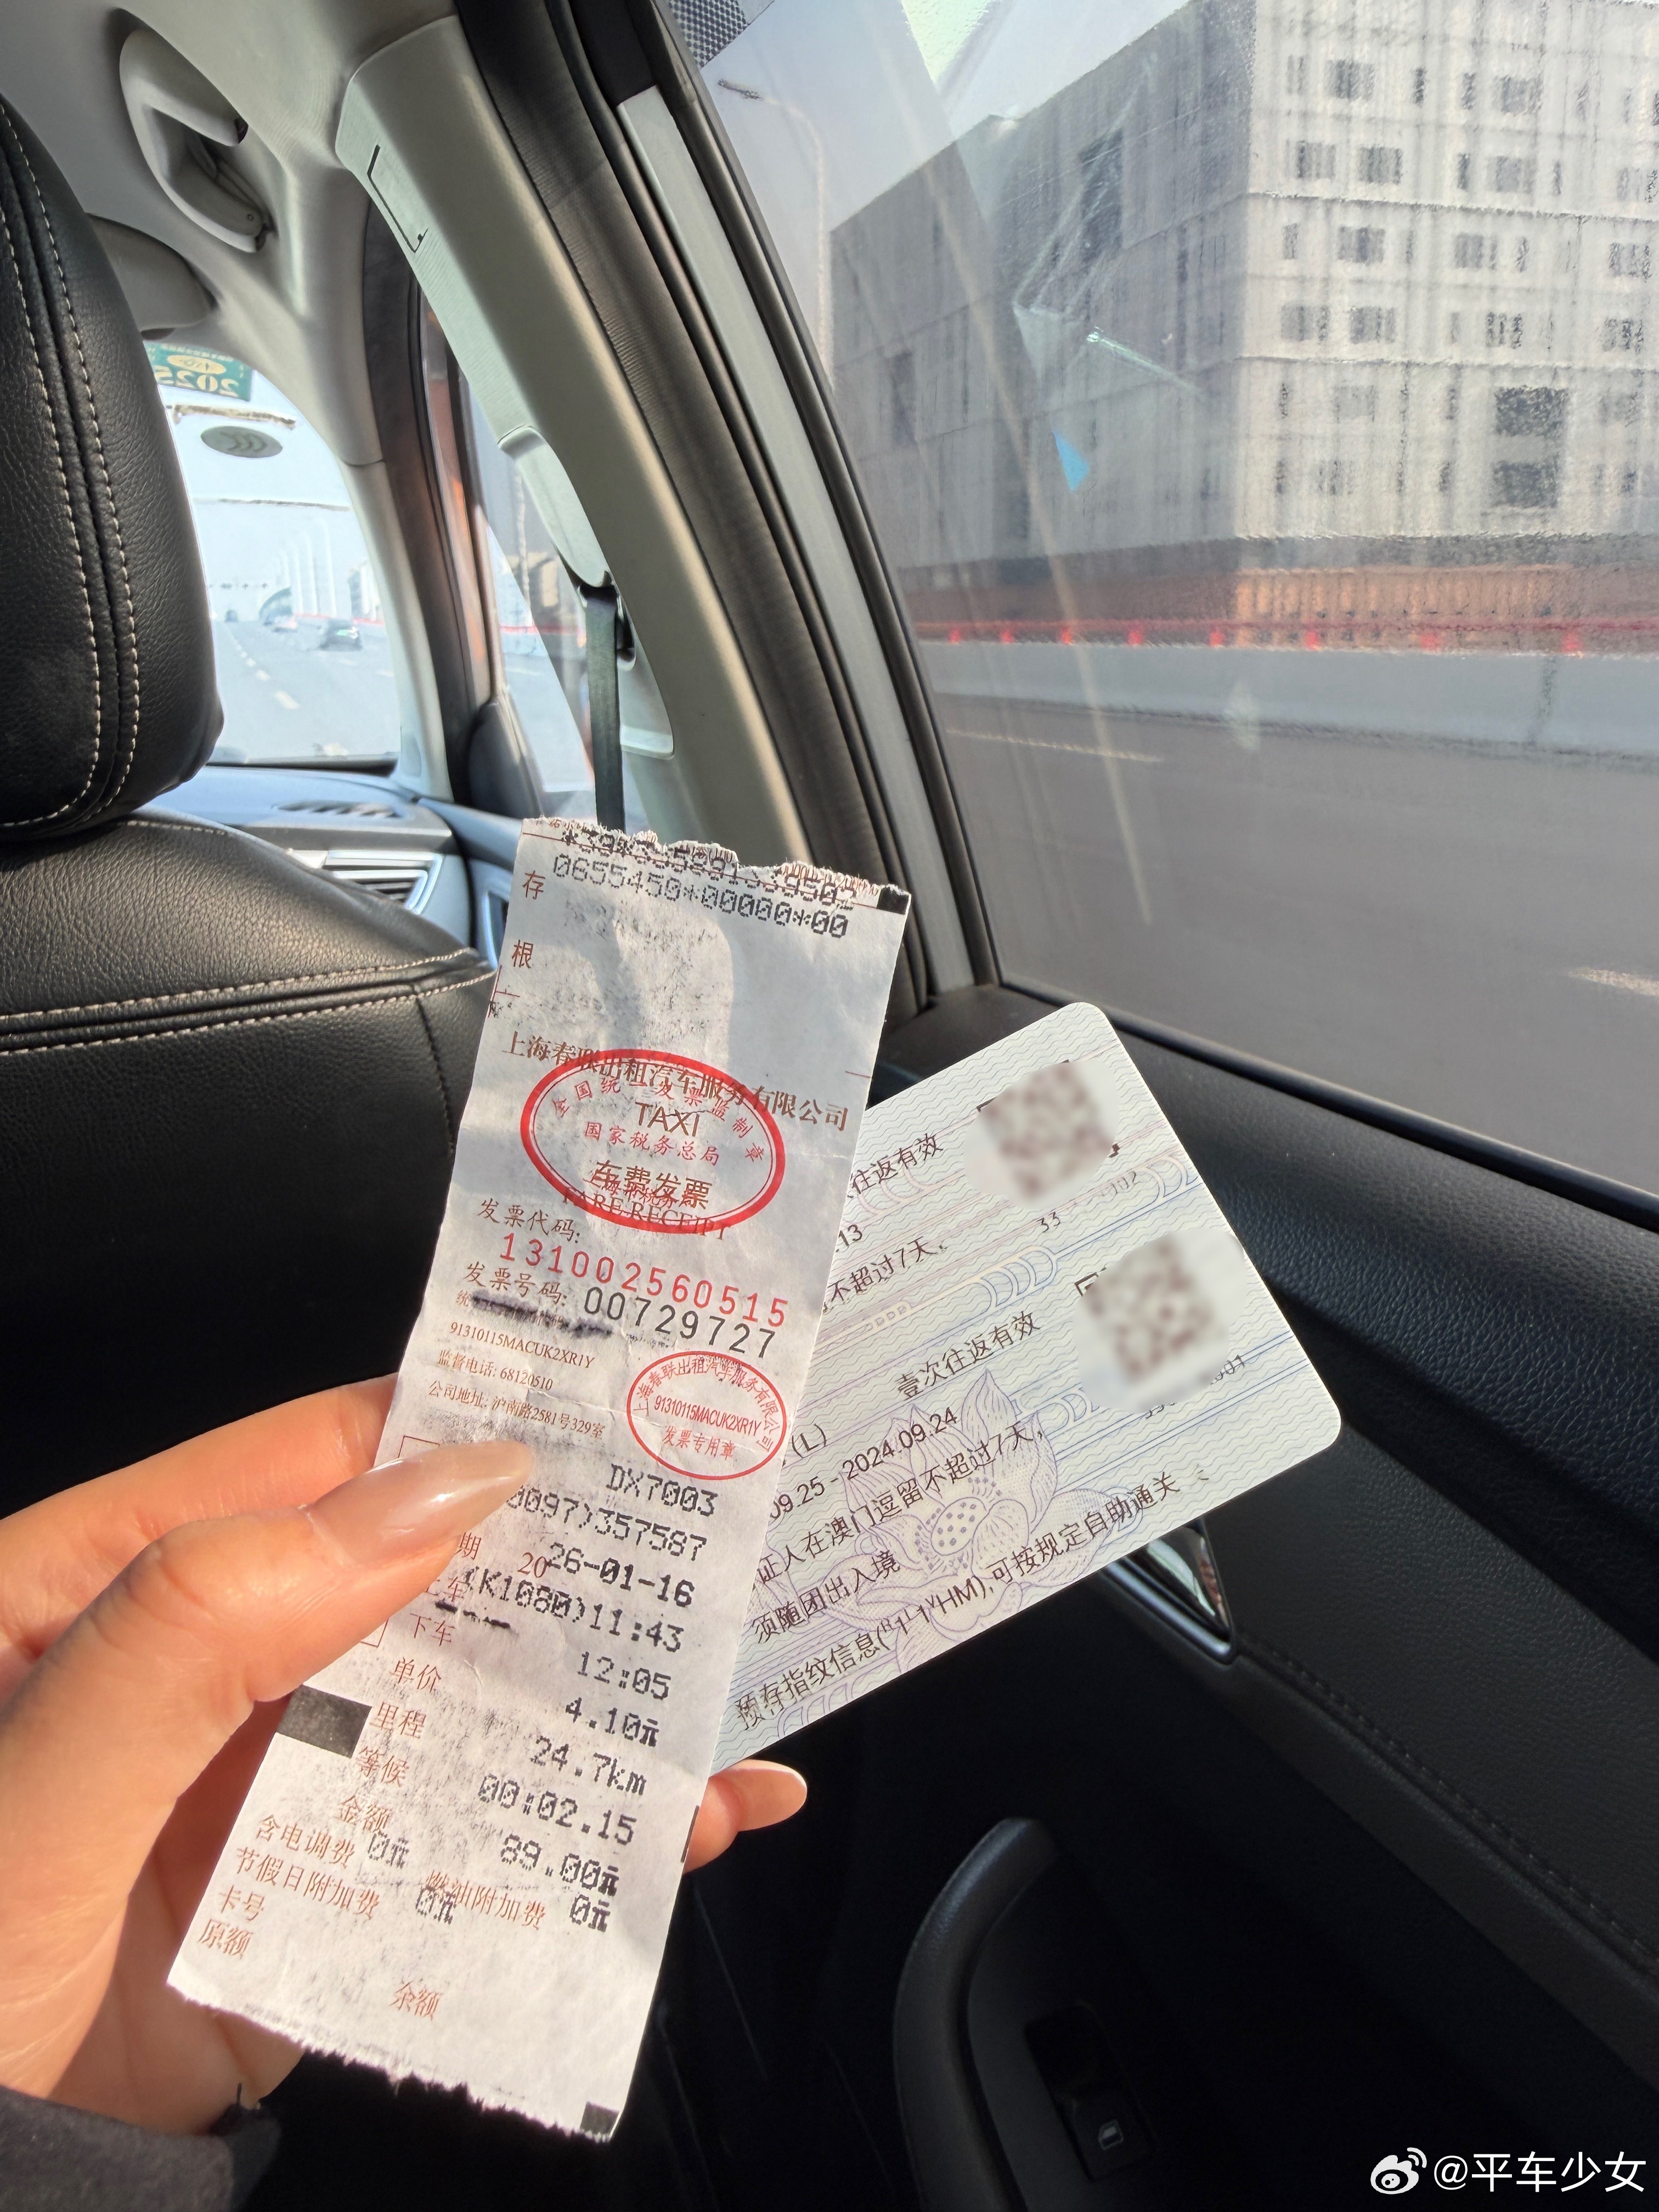 2025
0655450*00000*00
存
根
上海春联出租汽车服务有限公司
全国统一发票监制章
TAXI
国家税务总局
车费发票
FARE RECEIPT
发票代码:
131002560515
发票号码: 00729727
91310115MACUK2XR1Y
监督电话: 68120510
公司地址: 沪南路2581号329室
上海春联出租汽车服务有限公司
91310115MACUK2XR1Y
发票专用章
DX7003
0097)357587
期 2026-01-16
上车 (K1080)11:43
下车 12:05
单价 4.10元
里程 24.7km
等候 00:02.15
金额 89.00元
含电调费 0元 燃油附加费 0元
节假日附加费 0元
卡号
原额
余额
往返有效
13
不超过7天,
壹次往返有效
(L)
09.25-2024.09.24
证人在澳门逗留不超过7天,
须随团出入境
预存指纹信息(R1L1YHM),可按规定自助通关
@平车少女